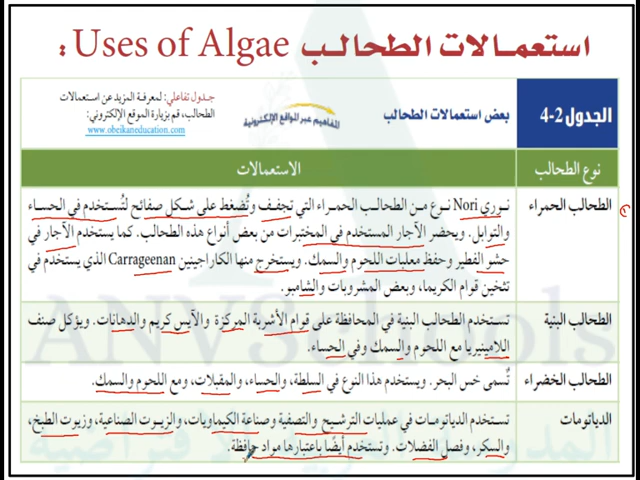 استعمالات الطحالب Uses of Algae :
الجدول 2-4
بعض استعمالات الطحالب
المفاهيم عبر المواقع الإلكترونية
جدول تفاعلي: لمعرفة المزيد عن استعمالات
الطحالب، قم بزيارة الموقع الإلكتروني:
www.obeikaneducation.com
نوع الطحالب
الاستعمالات
الطحالب الحمراء
نوري Nori نوع من الطحالب الحمراء التي تجفف وتُضغط على شكل صفائح لتُستخدم في الحساء
والتوابل. ويحضر الآجار المستخدم في المختبرات من بعض أنواع هذه الطحالب. كما يستخدم الآجار في
حشو الفطير وحفظ معلبات اللحوم والسمك. ويستخرج منها الكاراجينين Carrageenan الذي يستخدم في
تثخين قوام الكريما، وبعض المشروبات والشامبو.
الطحالب البنية
تستخدم الطحالب البنية في المحافظة على قوام الأشربة المركزة والآيس كريم والدهانات. ويؤكل صنف
اللامينيريا مع اللحوم والسمك وفي الحساء.
الطحالب الخضراء
تُسمى خس البحر. ويستخدم هذا النوع في السلطة، والحساء، والمقبلات، ومع اللحوم والسمك.
الدياتومات
تستخدم الدياتومات في عمليات الترشيح والتصفية وصناعة الكيماويات، والزيوت الصناعية، وزيوت الطبخ،
والسكر، وفصل الفضلات. وتستخدم أيضًا باعتبارها مواد حافظة.
ANVSchools